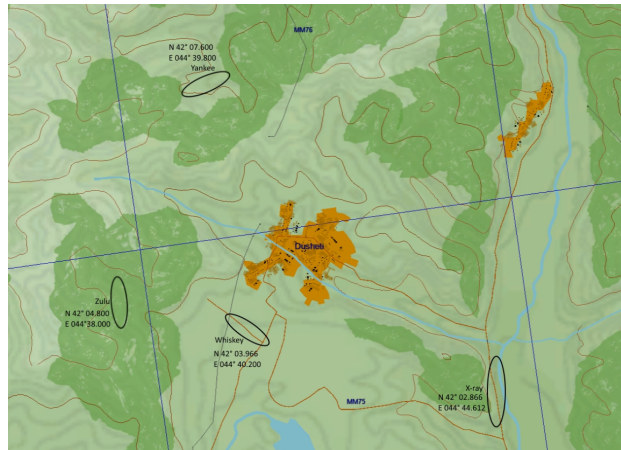 MM76
N 42° 07.600
E 044° 39.800
Yankee
Dusheti
Zulu
N 42° 04.800
E 044°38.000
Whiskey
N 42° 03.966
E 044° 40.200
X-ray
N 42° 02.866
E 044° 44.612
MM75